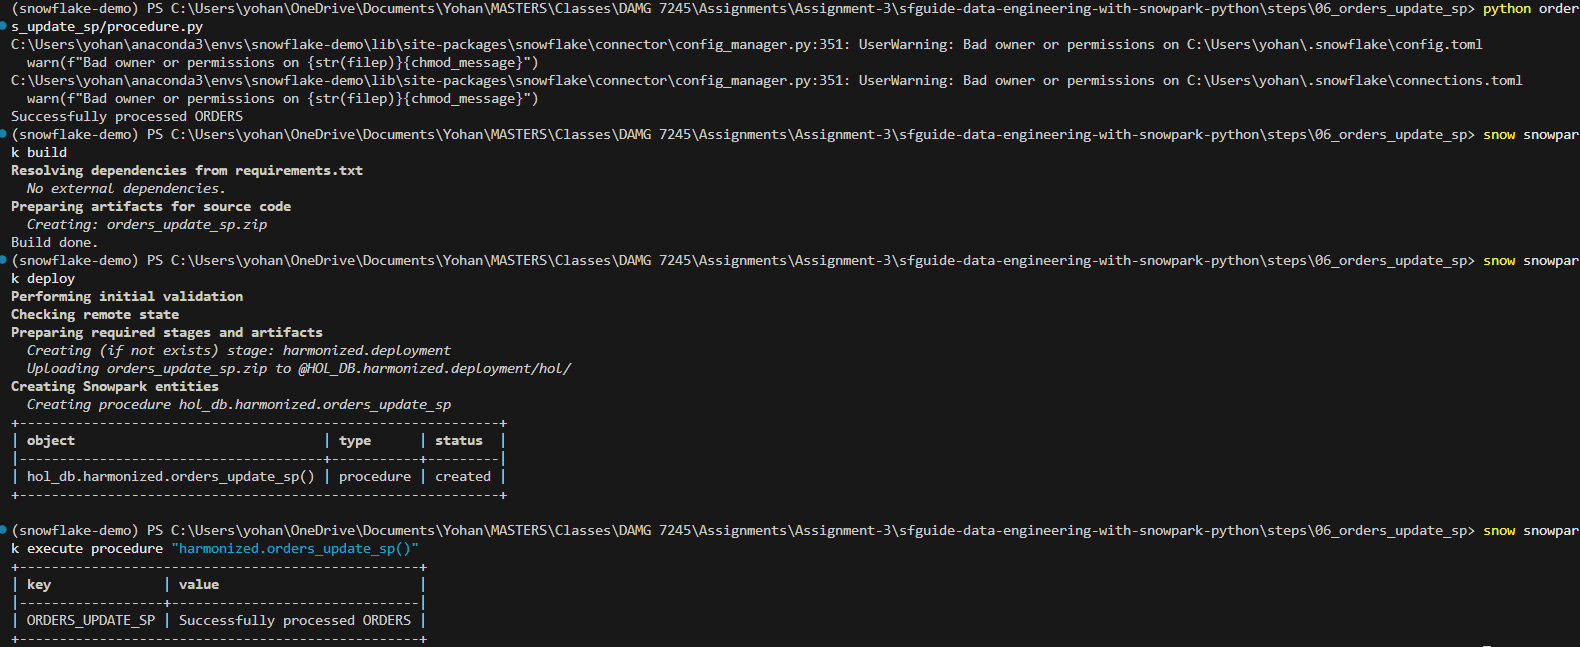 (snowflake-demo) PS C:\Users\yohan\OneDrive\Documents\Yohan\MASTERS\Classes\DAMG 7245\Assignments\Assignment-3\sfguide-data-engineering-with-snowpark-python\steps\06_orders_update_sp> python order
s_update_sp/procedure.py
C:\Users\yohan\anaconda3\envs\snowflake-demo\lib\site-packages\snowflake\connector\config_manager.py:351: UserWarning: Bad owner or permissions on C:\Users\yohan\.snowflake\config.toml
  warn(f"Bad owner or permissions on {str(filep)}{chmod_message}")
C:\Users\yohan\anaconda3\envs\snowflake-demo\lib\site-packages\snowflake\connector\config_manager.py:351: UserWarning: Bad owner or permissions on C:\Users\yohan\.snowflake\connections.toml
  warn(f"Bad owner or permissions on {str(filep)}{chmod_message}")
Successfully processed ORDERS
(snowflake-demo) PS C:\Users\yohan\OneDrive\Documents\Yohan\MASTERS\Classes\DAMG 7245\Assignments\Assignment-3\sfguide-data-engineering-with-snowpark-python\steps\06_orders_update_sp> snow snowpar
k build
Resolving dependencies from requirements.txt
  No external dependencies.
Preparing artifacts for source code
  Creating: orders_update_sp.zip
Build done.
(snowflake-demo) PS C:\Users\yohan\OneDrive\Documents\Yohan\MASTERS\Classes\DAMG 7245\Assignments\Assignment-3\sfguide-data-engineering-with-snowpark-python\steps\06_orders_update_sp> snow snowpar
k deploy
Performing initial validation
Checking remote state
Preparing required stages and artifacts
  Creating (if not exists) stage: harmonized.deployment
  Uploading orders_update_sp.zip to @HOL_DB.harmonized.deployment/hol/
Creating Snowpark entities
  Creating procedure hol_db.harmonized.orders_update_sp
+------------------------------------------------------------+
| object                               | type      | status  |
|--------------------------------------+-----------+---------|
| hol_db.harmonized.orders_update_sp() | procedure | created |
+------------------------------------------------------------+
(snowflake-demo) PS C:\Users\yohan\OneDrive\Documents\Yohan\MASTERS\Classes\DAMG 7245\Assignments\Assignment-3\sfguide-data-engineering-with-snowpark-python\steps\06_orders_update_sp> snow snowpar
k execute procedure "harmonized.orders_update_sp()"
+--------------------------------------------------+
| key              | value                         |
|------------------+-------------------------------|
| ORDERS_UPDATE_SP | Successfully processed ORDERS |
+--------------------------------------------------+